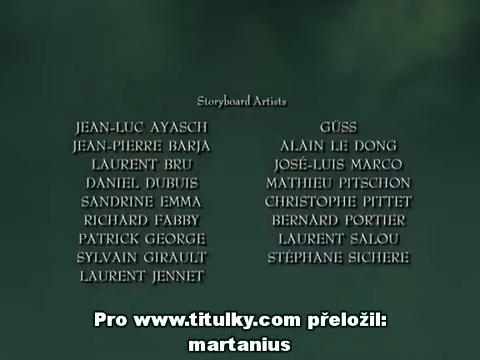 Storyboard Artists
JEAN-LUC AYASCH
JEAN-PIERRE BARJA
LAURENT BRU
DANIEL DUBUIS
SANDRINE EMMA
RICHARD FABBY
PATRICK GEORGE
SYLVAIN GIRAULT
LAURENT JENNET
GÜSS
ALAIN LE DONG
JOSÉ-LUIS MARCO
MATHIEU PITSCHON
CHRISTOPHE PITTET
BERNARD PORTIER
LAURENT SALOU
STÉPHANE SICHERE
Pro www.titulky.com přeložil:
martanius